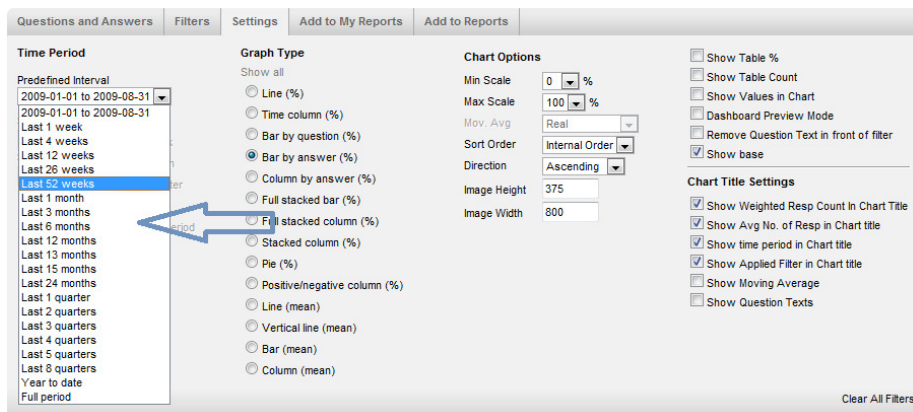 Questions and Answers
Filters
Settings
Add to My Reports
Add to Reports
Time Period
Predefined Interval
2009-01-01 to 2009-08-31
2009-01-01 to 2009-08-31
Last 1 week
Last 4 weeks
Last 12 weeks
Last 26 weeks
Last 52 weeks
Last 1 month
Last 3 months
Last 6 months
Last 12 months
Last 13 months
Last 15 months
Last 24 months
Last 1 quarter
Last 2 quarters
Last 3 quarters
Last 4 quarters
Last 5 quarters
Last 8 quarters
Year to date
Full period
Graph Type
Show all
Line (%)
Time column (%)
Bar by question (%)
Bar by answer (%)
Column by answer (%)
Full stacked bar (%)
Full stacked column (%)
Stacked column (%)
Pie (%)
Positive/negative column (%)
Line (mean)
Vertical line (mean)
Bar (mean)
Column (mean)
Chart Options
Min Scale 0 %
Max Scale 100 %
Mov. Avg Real
Sort Order Internal Order
Direction Ascending
Image Height 375
Image Width 800
Show Table %
Show Table Count
Show Values in Chart
Dashboard Preview Mode
Remove Question Text in front of filter
Show base
Chart Title Settings
Show Weighted Resp Count In Chart Title
Show Avg No. of Resp in Chart title
Show time period in Chart title
Show Applied Filter in Chart title
Show Moving Average
Show Question Texts
Clear All Filters